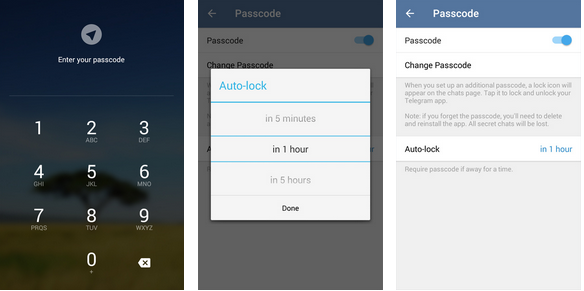 Enter your passcode
1
2
ABC
3
DEF
4
GHI
5
JKL
6
MNO
7
PRQS
8
TUV
9
WXYZ
0
+
Passcode
Passcode
Change Passcode
Auto-lock
in 5 minutes
in 1 hour
in 5 hours
Done
Passcode
Passcode
Change Passcode
When you set up an additional passcode, a lock icon will
appear on the chats page. Tap it to lock and unlock your
Telegram app.
Note: if you forget the passcode, you'll need to delete
and reinstall the app. All secret chats will be lost.
Auto-lock in 1 hour
Require passcode if away for a time.